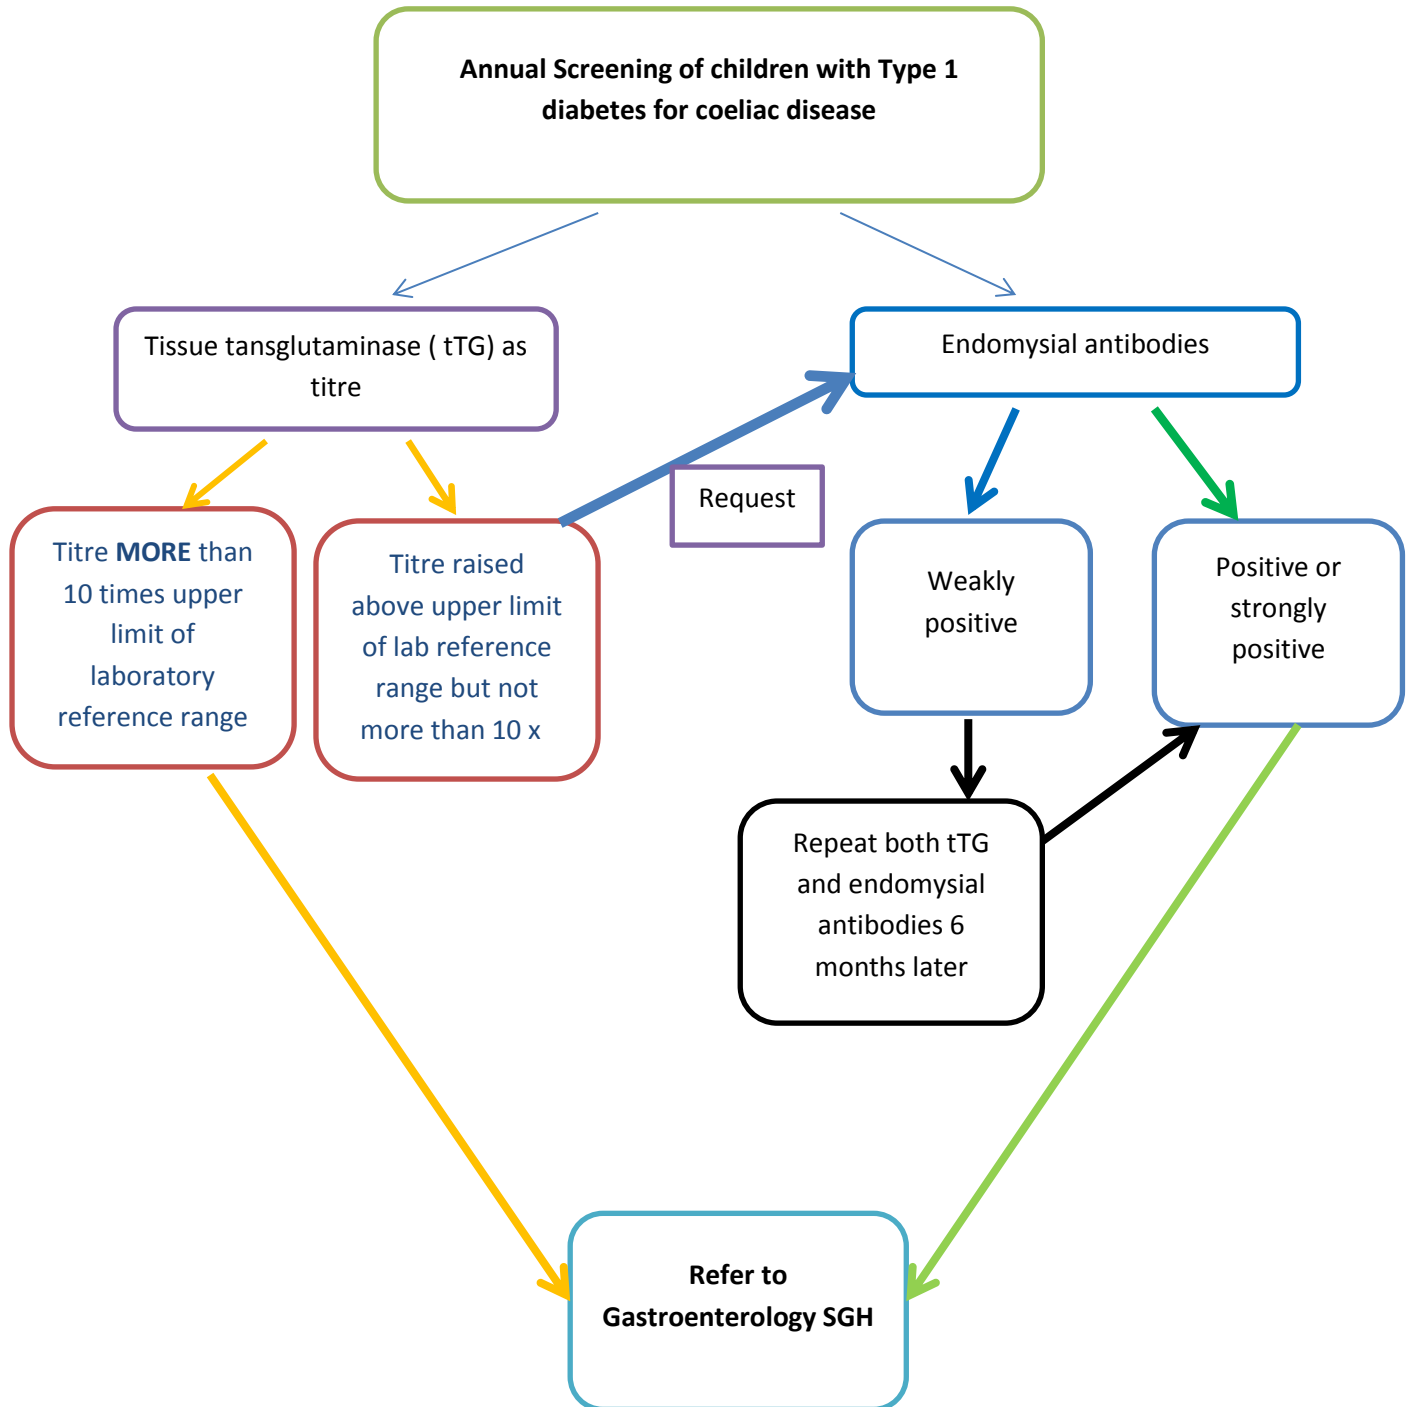 Annual Screening of children with Type 1
diabetes for coeliac disease
Tissue tansglutaminase ( tTG) as
titre
Endomysial antibodies
Request
Titre MORE than
10 times upper
limit of
laboratory
reference range
Titre raised
above upper limit
of lab reference
range but not
more than 10 x
Weakly
positive
Positive or
strongly
positive
Repeat both tTG
and endomysial
antibodies 6
months later
Refer to
Gastroenterology SGH